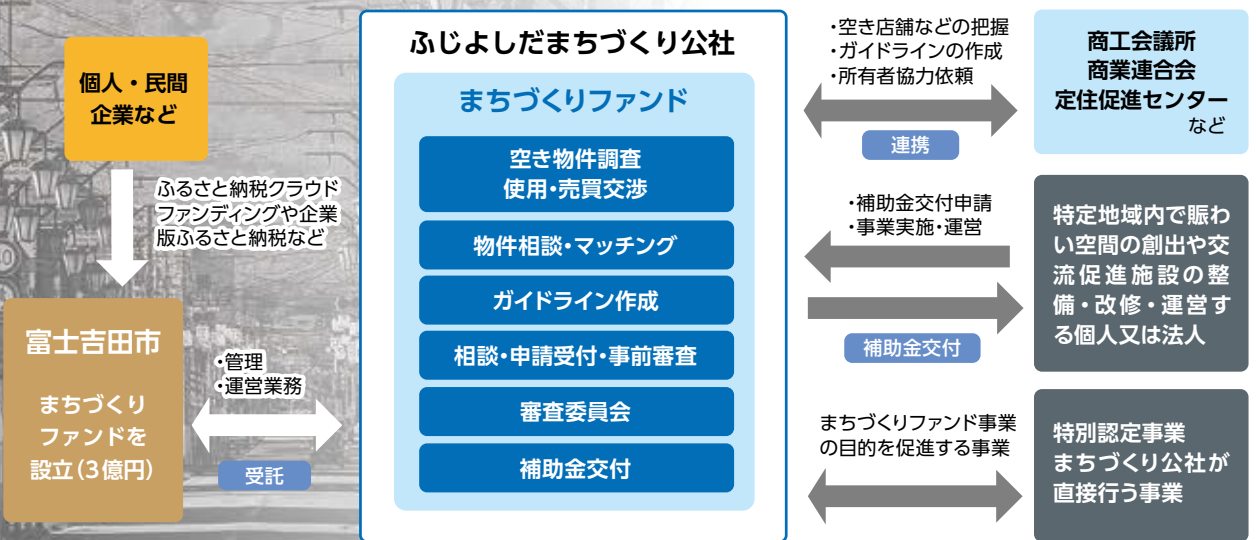 個人・民間
企業など
ふるさと納税クラウド
ファンディングや企業
版ふるさと納税など
富士吉田市
まちづくり
ファンドを
設立（3億円）
・管理
・運営業務
受託
ふじよしだまちづくり公社
まちづくりファンド
空き物件調査
使用・売買交渉
物件相談・マッチング
ガイドライン作成
相談・申請受付・事前審査
審査委員会
補助金交付
・空き店舗などの把握
・ガイドラインの作成
・所有者協力依頼
連携
商工会議所
商業連合会
定住促進センター
など
・補助金交付申請
・事業実施・運営
補助金交付
特定地域内で賑わ
い空間の創出や交
流促進施設の整
備・改修・運営す
る個人又は法人
まちづくりファンド事業
の目的を促進する事業
特別認定事業
まちづくり公社が
直接行う事業